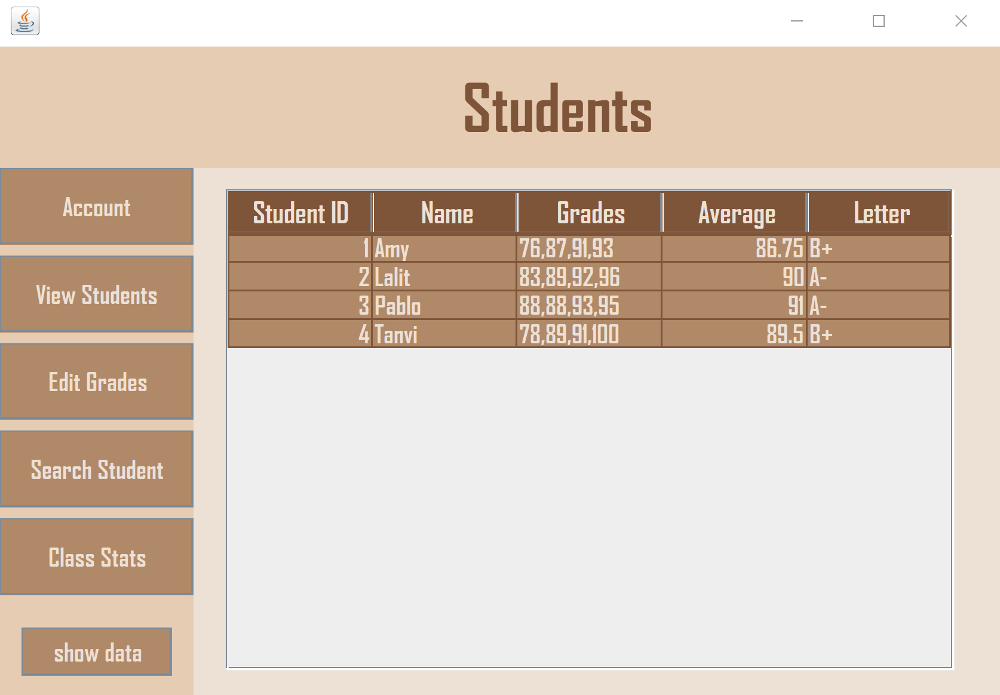 Students
Account
View Students
Edit Grades
Search Student
Class Stats
show data
Student ID Name Grades Average Letter
1 Amy 76,87,91,93 86.75 B+
2 Lalit 83,89,92,96 90 A-
3 Pablo 88,88,93,95 91 A-
4 Tanvi 78,89,91,100 89.5 B+